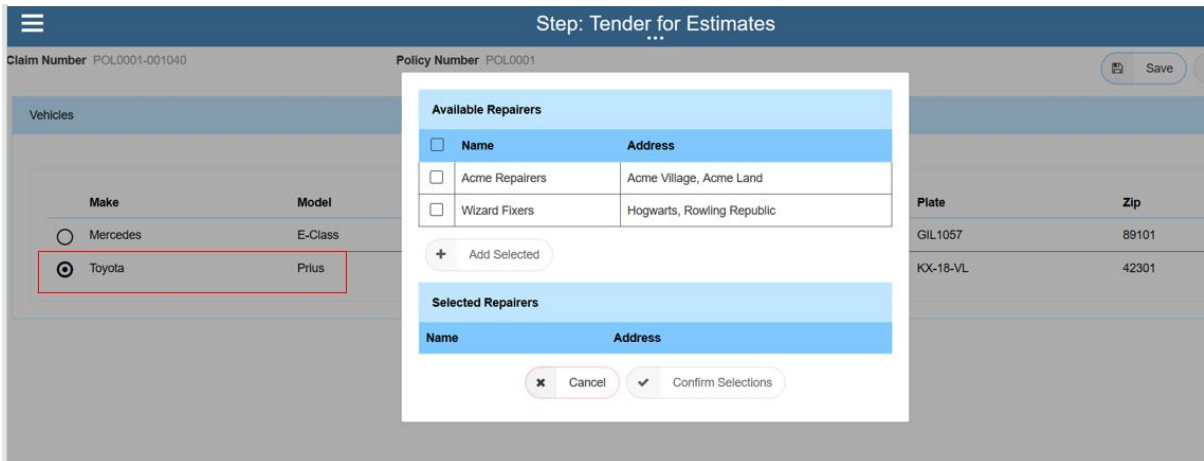 Step: Tender for Estimates
Claim Number POL0001-001040 Policy Number POL0001
Save
Vehicles
Available Repairers
Name Address
Acme Repairers Acme Village, Acme Land
Wizard Fixers Hogwarts, Rowling Republic
Add Selected
Selected Repairers
Name Address
Cancel Confirm Selections
Make Model Plate Zip
Mercedes E-Class GIL1057 89101
Toyota Prius KX-18-VL 42301